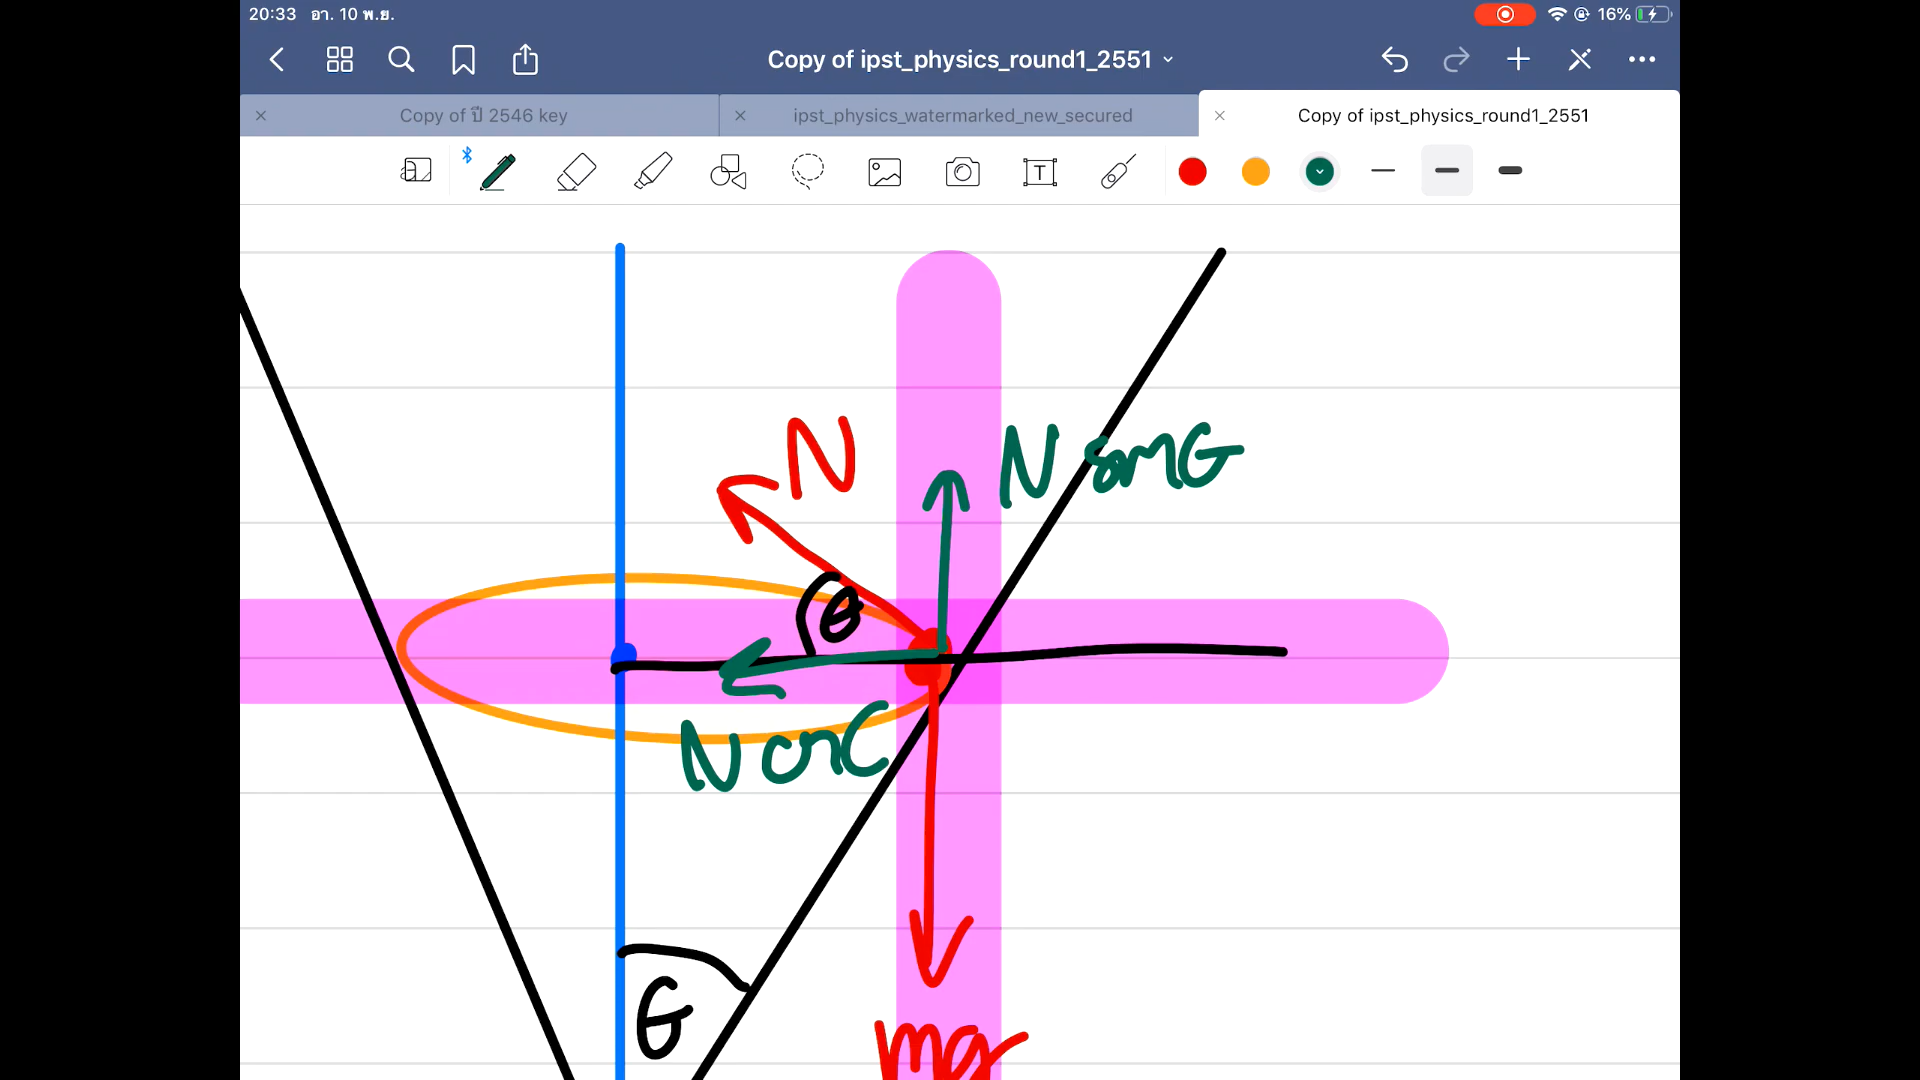 20:33 อา. 10 พ.ย.
16%
Copy of ipst_physics_round1_2551
Copy of ปี 2546 key
ipst_physics_watermarked_new_secured
Copy of ipst_physics_round1_2551
T
N
N sinθ
θ
N cos
θ
mg